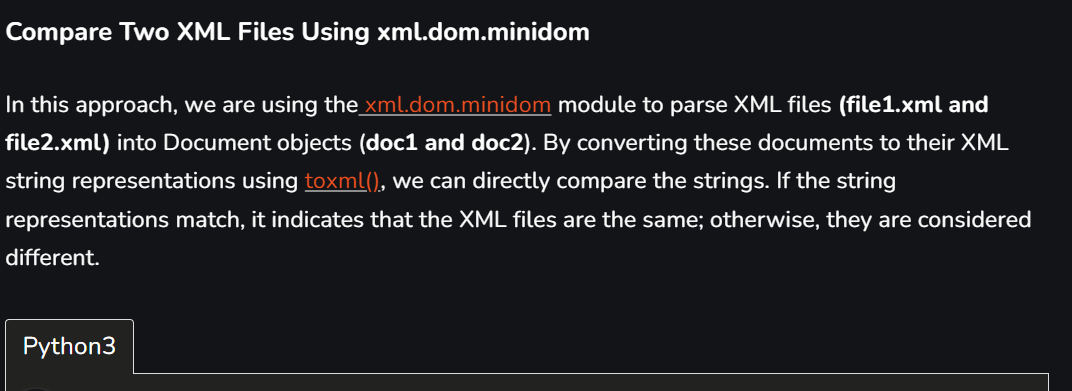 Compare Two XML Files Using xml.dom.minidom
In this approach, we are using the xml.dom.minidom module to parse XML files (file1.xml and
file2.xml) into Document objects (doc1 and doc2). By converting these documents to their XML
string representations using toxml(), we can directly compare the strings. If the string
representations match, it indicates that the XML files are the same; otherwise, they are considered
different.
Python3